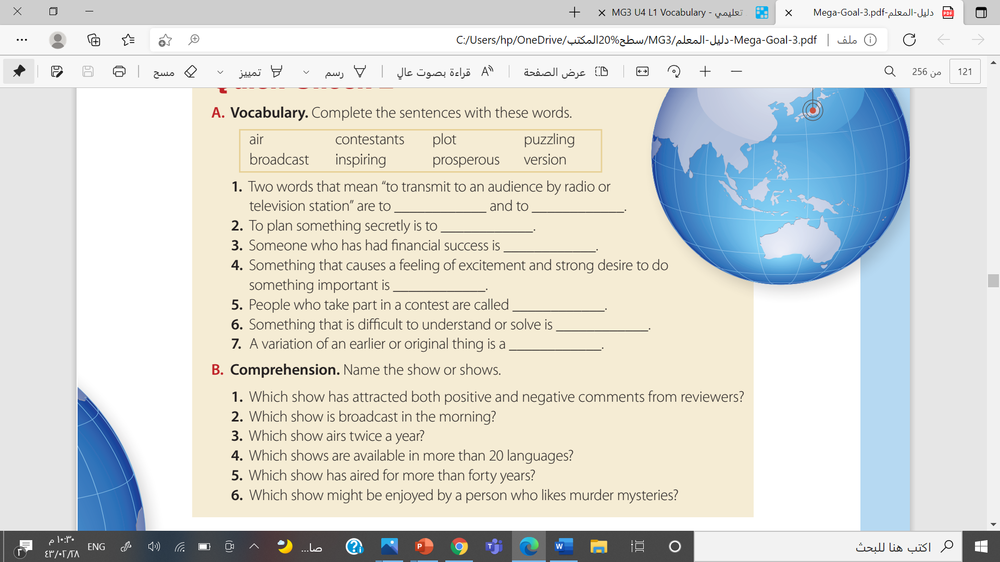 MG3 U4 L1 Vocabulary - تعليمي
دليل-المعلم-Mega-Goal-3.pdf
C:/Users/hp/OneDrive/سطح%20المكتب/MG3/دليل-المعلم-Mega-Goal-3.pdf
ملف
مسح
تمييز
رسم
قراءة بصوت عالٍ
عرض الصفحة
من 256
121
A. Vocabulary. Complete the sentences with these words.
air contestants plot puzzling
broadcast inspiring prosperous version
1. Two words that mean “to transmit to an audience by radio or
television station” are to ____________ and to ____________.
2. To plan something secretly is to ____________.
3. Someone who has had financial success is ____________.
4. Something that causes a feeling of excitement and strong desire to do
something important is ____________.
5. People who take part in a contest are called ____________.
6. Something that is difficult to understand or solve is ____________.
7. A variation of an earlier or original thing is a ____________.
B. Comprehension. Name the show or shows.
1. Which show has attracted both positive and negative comments from reviewers?
2. Which show is broadcast in the morning?
3. Which show airs twice a year?
4. Which shows are available in more than 20 languages?
5. Which show has aired for more than forty years?
6. Which show might be enjoyed by a person who likes murder mysteries?
١٠:٣٠ م
٤٣/٠٢/٢٨
ENG
صا...
اكتب هنا للبحث